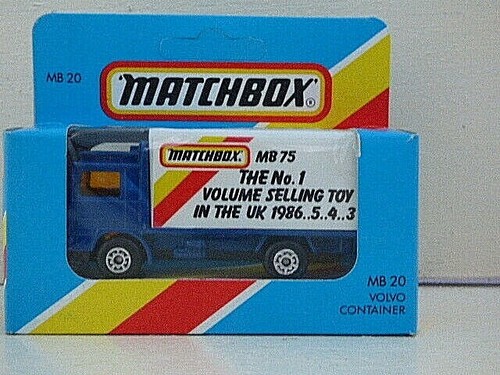 MB 20
MATCHBOX®
MATCHBOX. MB 75
THE No.1
VOLUME SELLING TOY
IN THE UK 1986..5..4..3
MB 20
VOLVO
CONTAINER